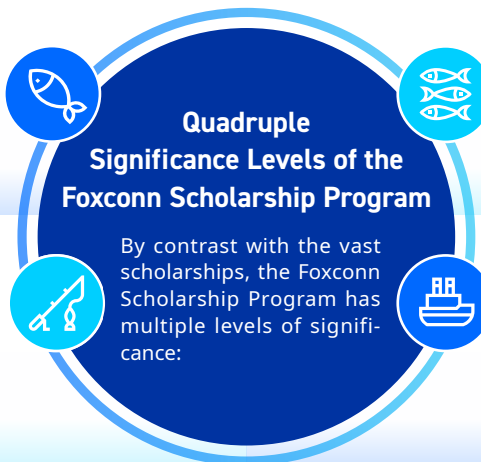 Quadruple
Significance Levels of the
Foxconn Scholarship Program
By contrast with the vast
scholarships, the Foxconn
Scholarship Program has
multiple levels of signifi-
cance: